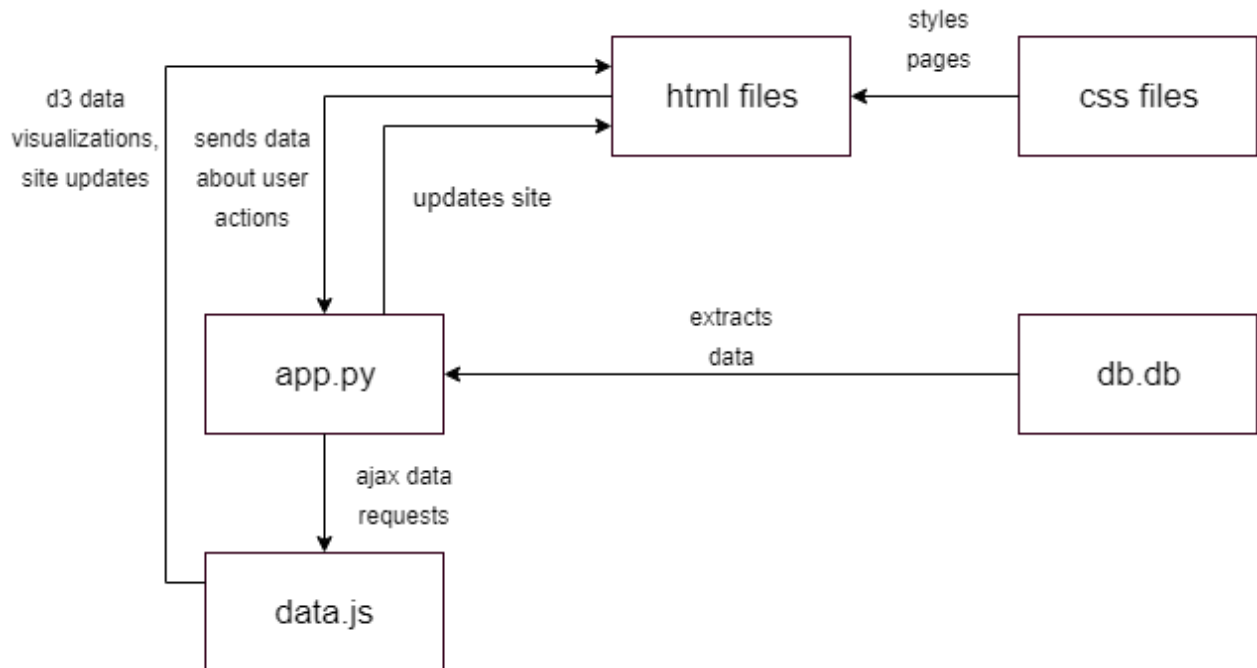 styles
pages
html files
css files
d3 data
visualizations,
site updates
sends data
about user
actions
updates site
extracts
data
app.py
db.db
ajax data
requests
data.js